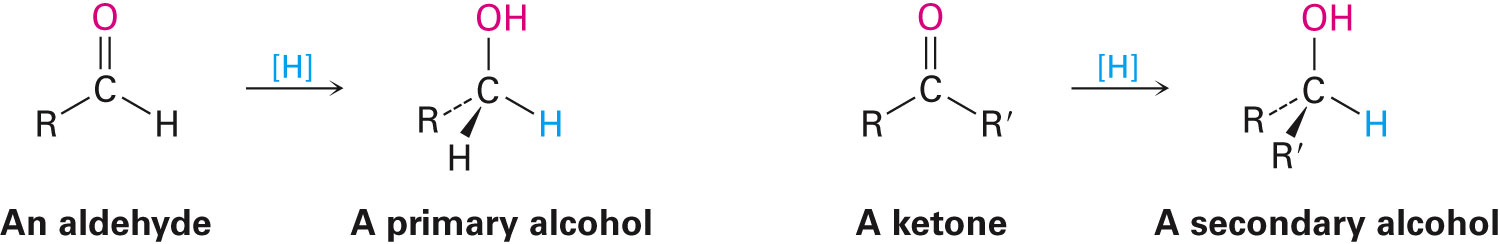 O OH O OH
[H] [H]
C C C C
R H R H R R′ R H
H R′
An aldehyde A primary alcohol A ketone A secondary alcohol